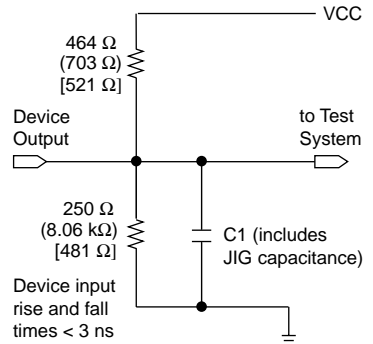 VCC
464 Ω
(703 Ω)
[521 Ω]
Device
Output
to Test
System
250 Ω
(8.06 kΩ)
[481 Ω]
C1 (includes
JIG capacitance)
Device input
rise and fall
times < 3 ns